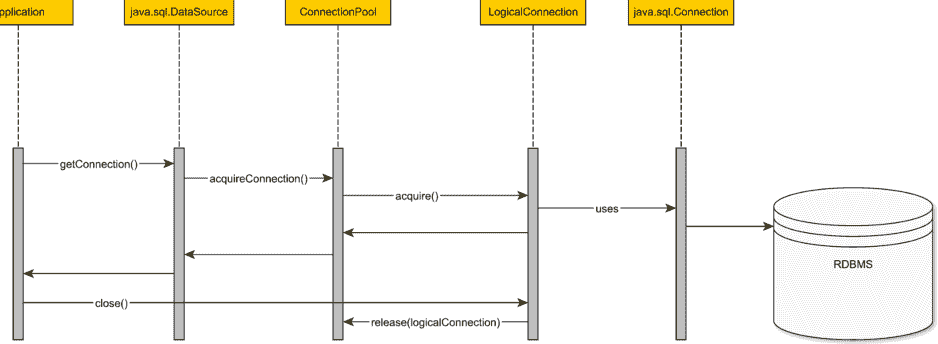 pplication
java.sql.DataSource
ConnectionPool
LogicalConnection
java.sql.Connection
getConnection()
acquireConnection()
acquire()
uses
RDBMS
close()
release(logicalConnection)